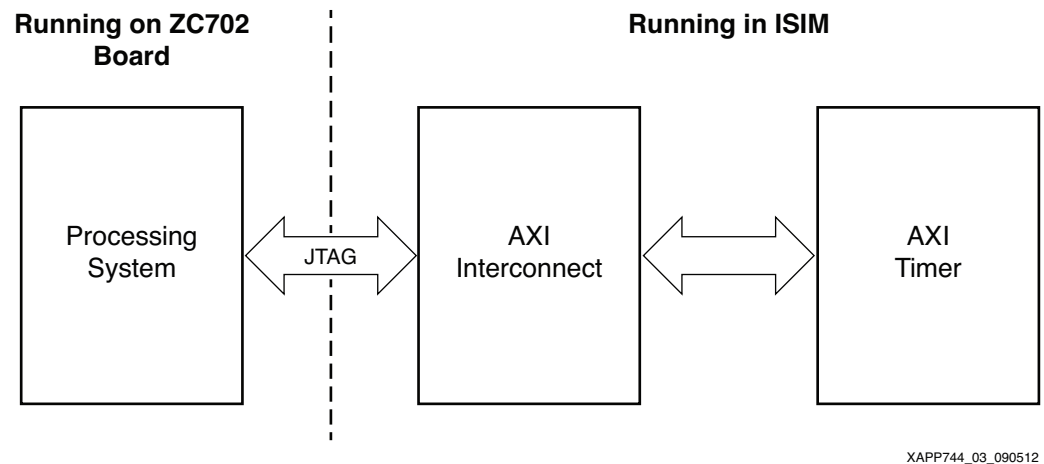 Running on ZC702
Board
Running in ISIM
Processing
System
JTAG
AXI
Interconnect
AXI
Timer
XAPP744_03_090512